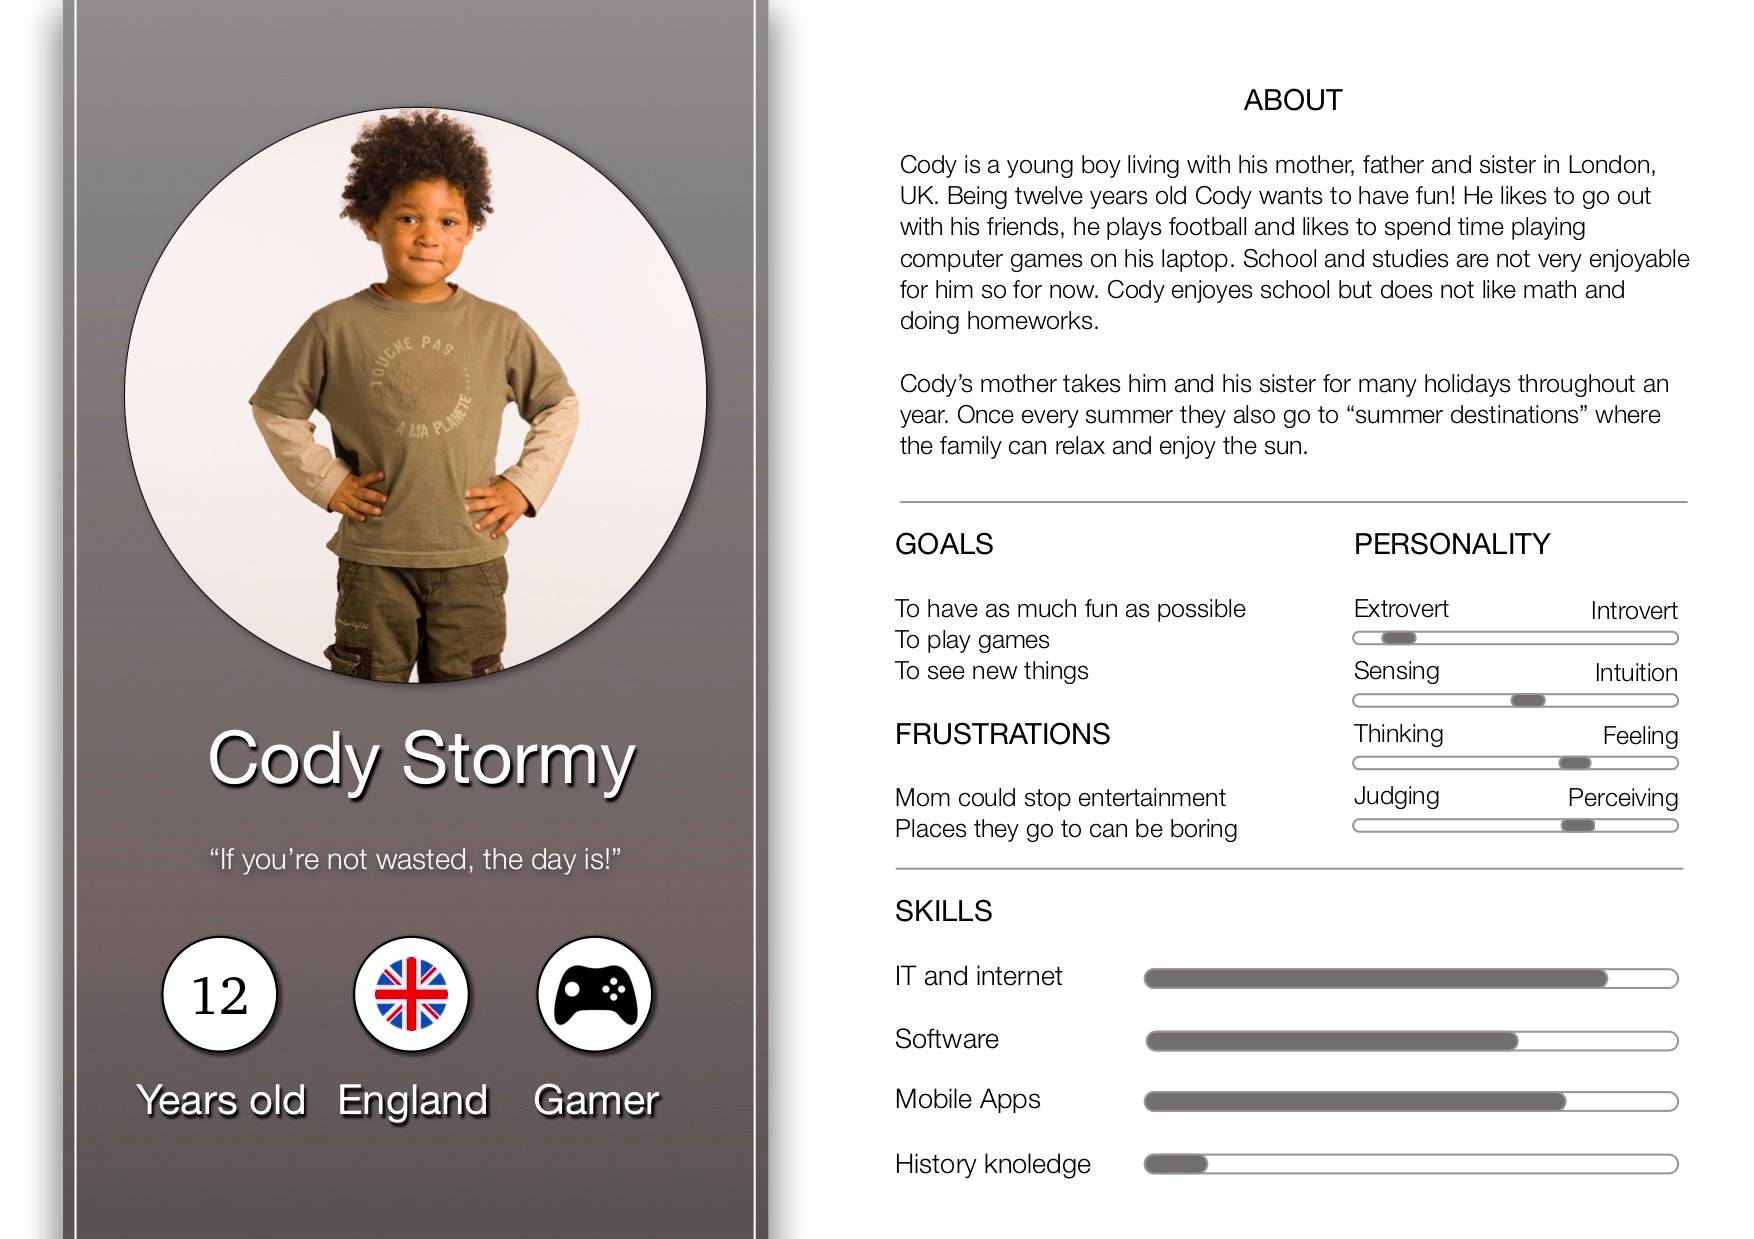 TOUCHE PAS
A MA PLANETE....
Cody Stormy
“If you’re not wasted, the day is!”
12
Years old
England
Gamer
ABOUT
Cody is a young boy living with his mother, father and sister in London,
UK. Being twelve years old Cody wants to have fun! He likes to go out
with his friends, he plays football and likes to spend time playing
computer games on his laptop. School and studies are not very enjoyable
for him so for now. Cody enjoyes school but does not like math and
doing homeworks.
Cody’s mother takes him and his sister for many holidays throughout an
year. Once every summer they also go to “summer destinations” where
the family can relax and enjoy the sun.
GOALS
To have as much fun as possible
To play games
To see new things
FRUSTRATIONS
Mom could stop entertainment
Places they go to can be boring
PERSONALITY
Extrovert Introvert
Sensing Intuition
Thinking Feeling
Judging Perceiving
SKILLS
IT and internet
Software
Mobile Apps
History knoledge